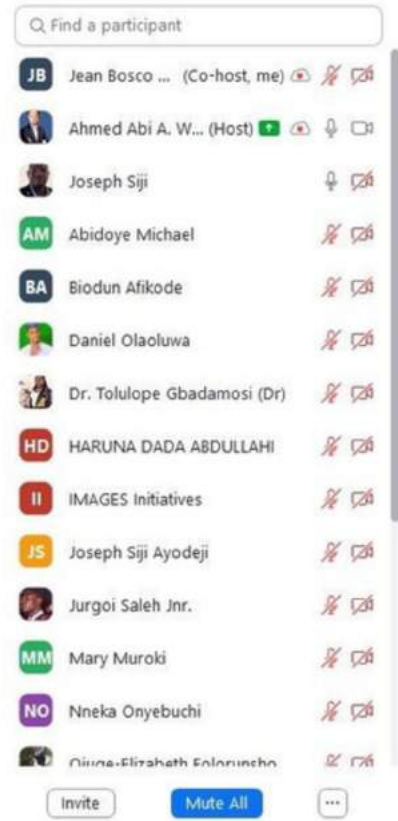 Find a participant
JB Jean Bosco ... (Co-host, me)
Ahmed Abi A. W... (Host)
Joseph Siji
AM Abidoye Michael
BA Biodun Afikode
Daniel Olaoluwa
Dr. Tolulope Gbadamosi (Dr)
HD HARUNA DADA ABDULLAHI
II IMAGES Initiatives
JS Joseph Siji Ayodeji
Jurgoi Saleh Jnr.
MM Mary Muroki
NO Nneka Onyebuchi
Invite Mute All ...